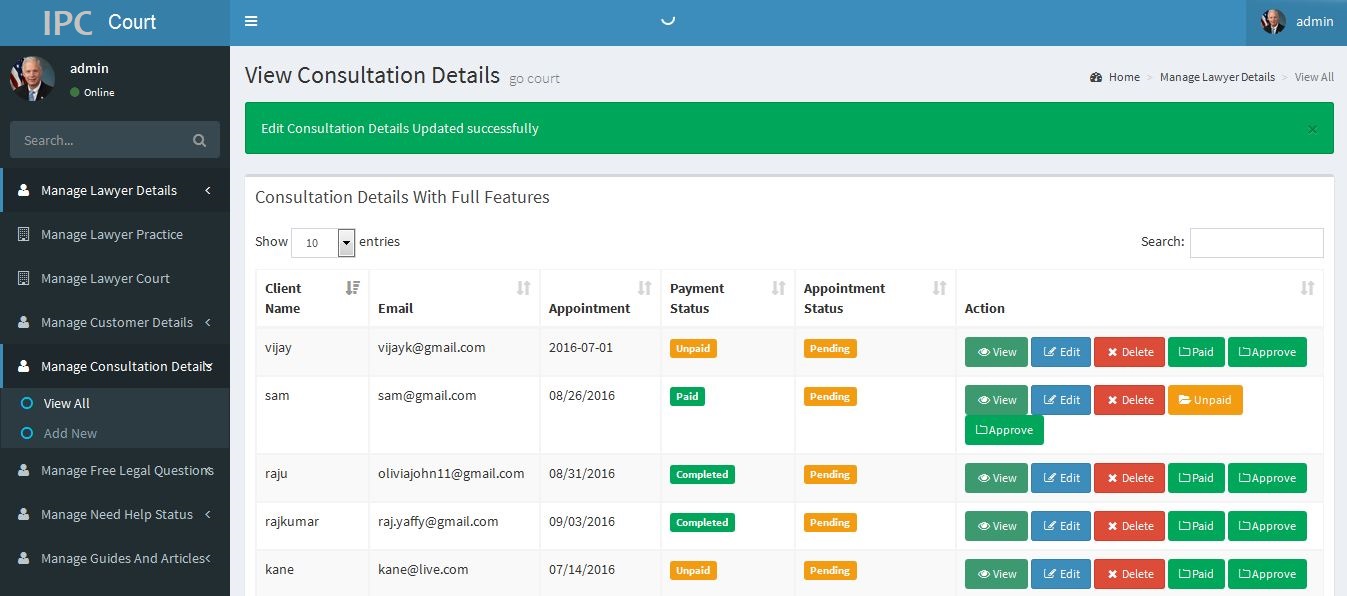 IPC Court
admin
admin
Online
Search...
Manage Lawyer Details
Manage Lawyer Practice
Manage Lawyer Court
Manage Customer Details
Manage Consultation Details
View All
Add New
Manage Free Legal Questions
Manage Need Help Status
Manage Guides And Articles
View Consultation Details go court
Home > Manage Lawyer Details > View All
Edit Consultation Details Updated successfully ×
Consultation Details With Full Features
Show 10 entries Search:
Client Name Email Appointment Payment Status Appointment Status Action
vijay vijayk@gmail.com 2016-07-01 Unpaid Pending View Edit Delete Paid Approve
sam sam@gmail.com 08/26/2016 Paid Pending View Edit Delete Unpaid
Approve
raju oliviajohn11@gmail.com 08/31/2016 Completed Pending View Edit Delete Paid Approve
rajkumar raj.yaffy@gmail.com 09/03/2016 Completed Pending View Edit Delete Paid Approve
kane kane@live.com 07/14/2016 Unpaid Pending View Edit Delete Paid Approve